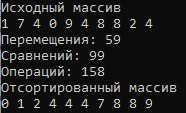 Исходный массив
1 7 4 0 9 4 8 8 2 4
Перемещения: 59
Сравнений: 99
Операций: 158
Отсортированный массив
0 1 2 4 4 4 7 8 8 9